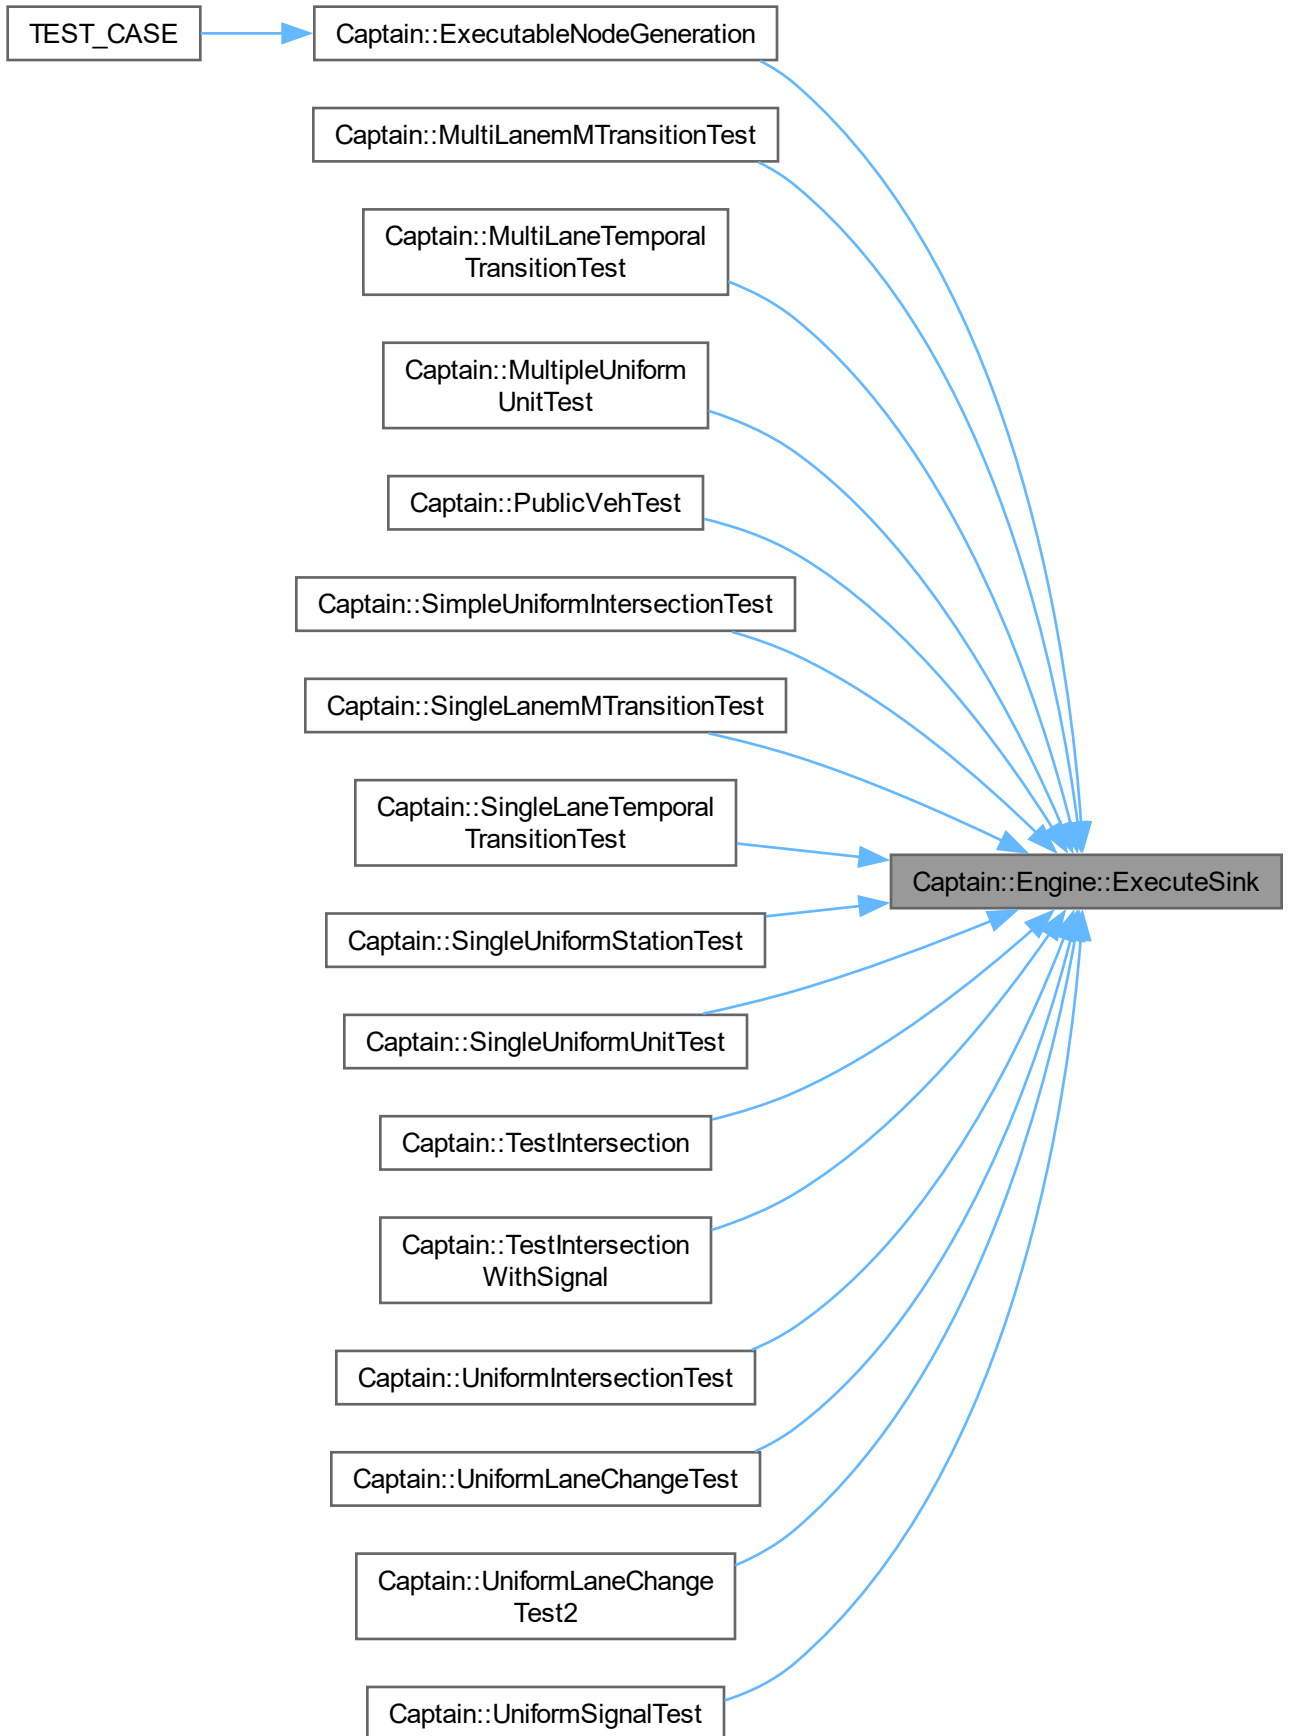 TEST_CASE
Captain::ExecutableNodeGeneration
Captain::MultiLanemMTransitionTest
Captain::MultiLaneTemporal
TransitionTest
Captain::MultipleUniform
UnitTest
Captain::PublicVehTest
Captain::SimpleUniformIntersectionTest
Captain::SingleLanemMTransitionTest
Captain::SingleLaneTemporal
TransitionTest
Captain::Engine::ExecuteSink
Captain::SingleUniformStationTest
Captain::SingleUniformUnitTest
Captain::TestIntersection
Captain::TestIntersection
WithSignal
Captain::UniformIntersectionTest
Captain::UniformLaneChangeTest
Captain::UniformLaneChange
Test2
Captain::UniformSignalTest